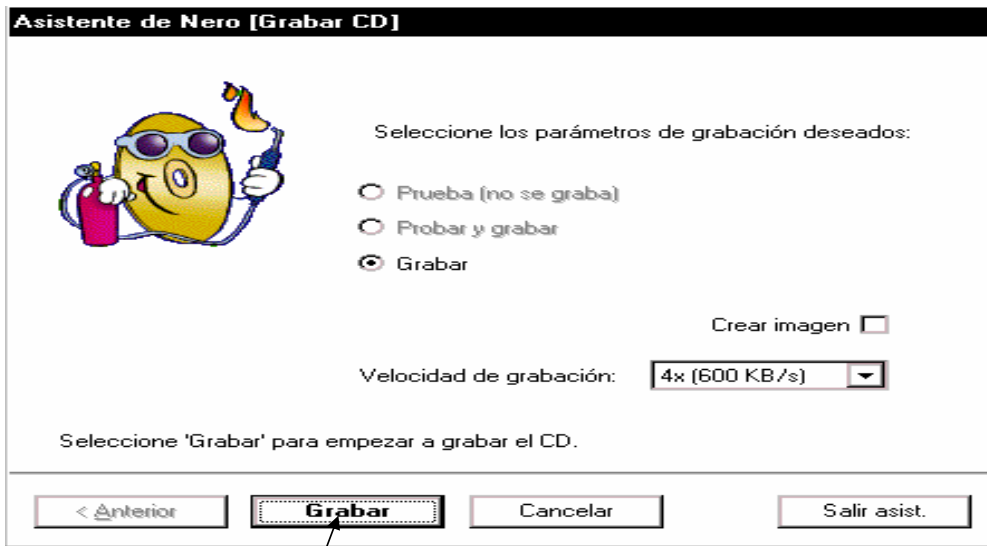 Asistente de Nero [Grabar CD]
Seleccione los parámetros de grabación deseados:
Prueba (no se graba)
Probar y grabar
Grabar
Crear imagen
Velocidad de grabación: 4x (600 KB/s)
Seleccione 'Grabar' para empezar a grabar el CD.
< Anterior Grabar Cancelar Salir asist.